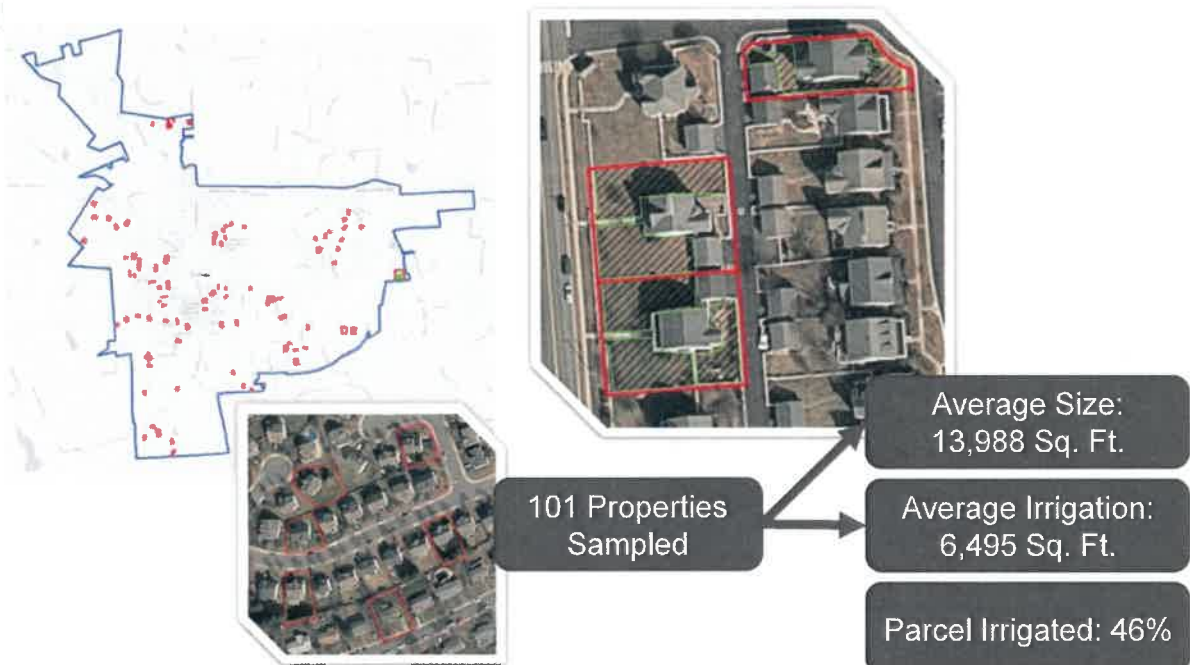 Average Size:
13,988 Sq. Ft.
101 Properties
Sampled
Average Irrigation:
6,495 Sq. Ft.
Parcel Irrigated: 46%